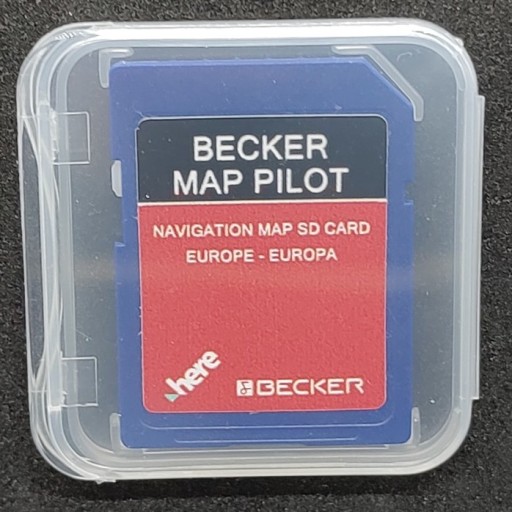 BECKER
MAP PILOT
NAVIGATION MAP SD CARD
EUROPE - EUROPA
here
BECKER